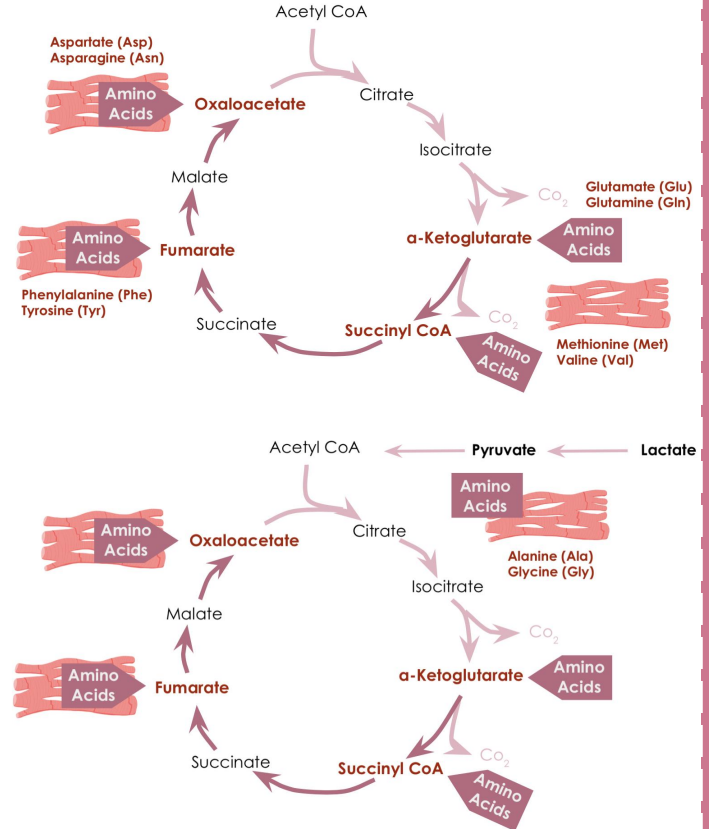 Acetyl CoA
Aspartate (Asp)
Asparagine (Asn)
Amino
Acids
Oxaloacetate
Citrate
Isocitrate
Malate
Co2
Glutamate (Glu)
Glutamine (Gln)
Amino
Acids
Fumarate
α-Ketoglutarate
Amino
Acids
Phenylalanine (Phe)
Tyrosine (Tyr)
Succinate
Co2
Succinyl CoA
Amino
Acids
Methionine (Met)
Valine (Val)
Acetyl CoA
Pyruvate
Lactate
Amino
Acids
Amino
Acids
Oxaloacetate
Citrate
Alanine (Ala)
Glycine (Gly)
Isocitrate
Malate
Co2
Amino
Acids
Fumarate
α-Ketoglutarate
Amino
Acids
Succinate
Co2
Succinyl CoA
Amino
Acids